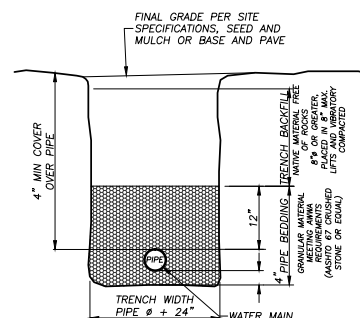 FINAL GRADE PER SITE
SPECIFICATIONS, SEED AND
MULCH OR BASE AND PAVE
4" MIN COVER
OVER PIPE
TRENCH BACKFILL
NATIVE MATERIAL FREE
OF ROCKS
8"ø OR GREATER,
PLACED IN 8" MAX.
LIFTS AND VIBRATORY
COMPACTED
12"
4" PIPE BEDDING
GRANULAR MATERIAL
MEETING AWWA
REQUIREMENTS
(AASHTO 67 CRUSHED
STONE OR EQUAL)
PIPE
TRENCH WIDTH
PIPE ø + 24"
WATER MAIN